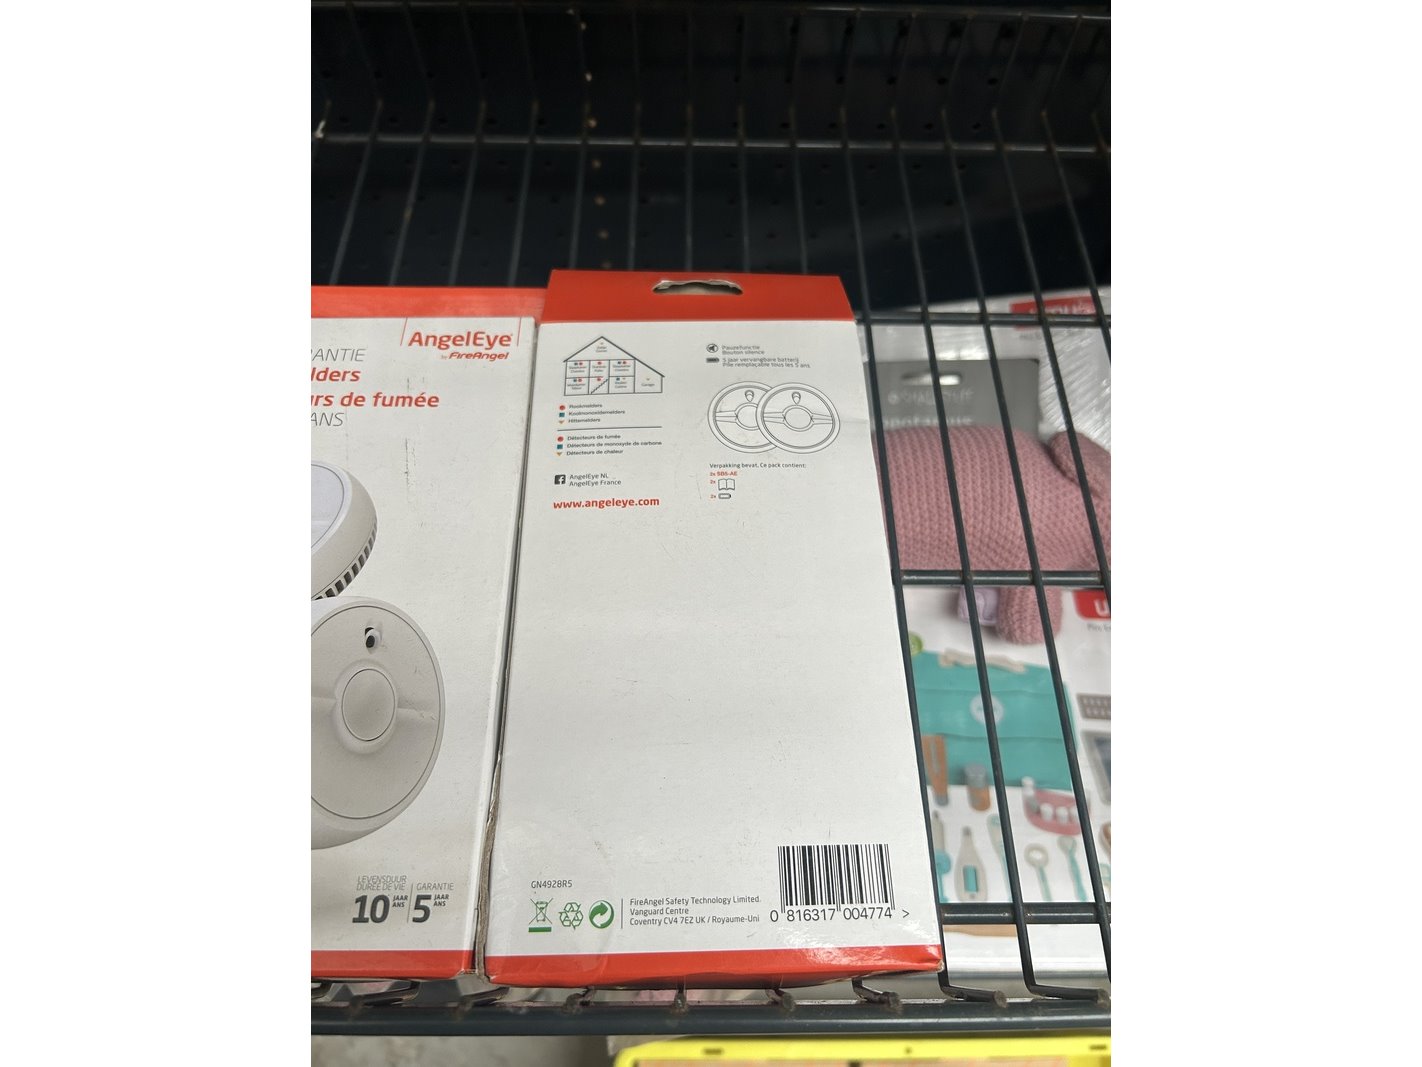 AngelEye
by FireAngel
lders
rs de fumée
ANS
LEVENSDUUR
DURÉE DE VIE
10 JAAR
ANS
GARANTIE
5 JAAR
ANS
Rookmelders
Koolmonoxidemelders
Hittemelders
Détecteurs de fumée
Détecteurs de monoxyde de carbone
Détecteurs de chaleur
AngelEye NL
AngelEye France
www.angeleye.com
Pauzefunctie
Bouton silence
5 jaar vervangbare batterij
Pile remplaçable tous les 5 ans
Verpakking bevat, Ce pack contient:
2x SB5-AE
2x
2x
GN4928R5
FireAngel Safety Technology Limited.
Vanguard Centre
Coventry CV4 7EZ UK / Royaume-Uni
0 816317 004774 >